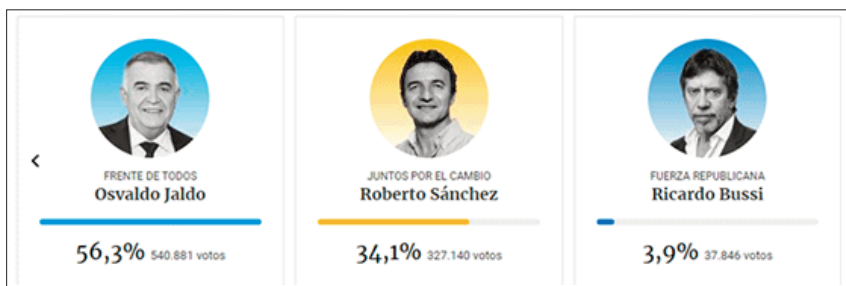 FRENTE DE TODOS
Osvaldo Jaldo
56,3% 540.881 votos
JUNTOS POR EL CAMBIO
Roberto Sánchez
34,1% 327.140 votos
FUERZA REPUBLICANA
Ricardo Bussi
3,9% 37.846 votos